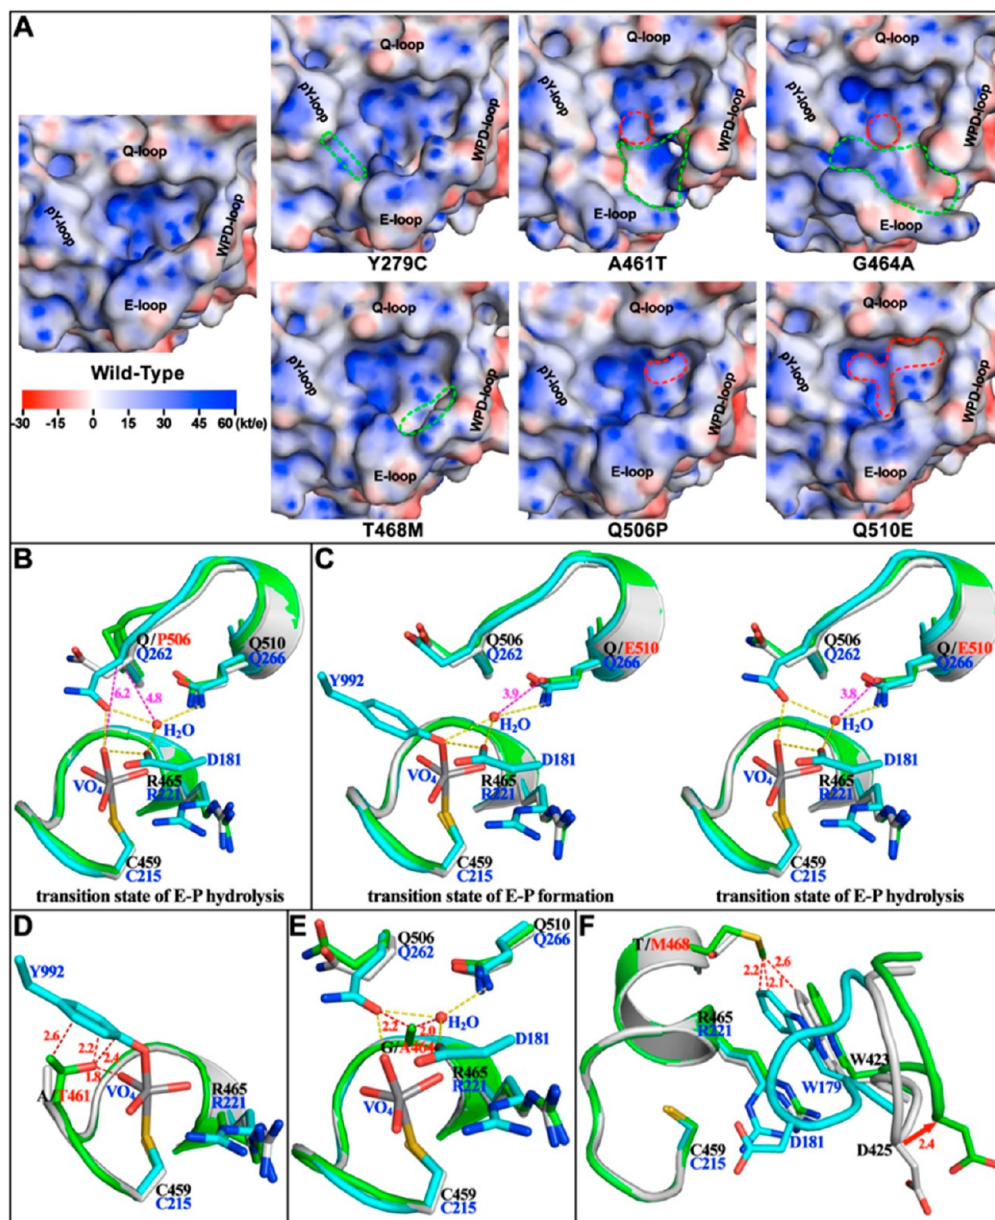 A
Q-loop
pY-loop
WPD-loop
E-loop
Wild-Type
-30 -15 0 15 30 45 60 (kt/e)
Q-loop
pY-loop
WPD-loop
E-loop
Y279C
Q-loop
pY-loop
WPD-loop
E-loop
A461T
Q-loop
pY-loop
WPD-loop
E-loop
G464A
Q-loop
pY-loop
WPD-loop
E-loop
T468M
Q-loop
pY-loop
WPD-loop
E-loop
Q506P
Q-loop
pY-loop
WPD-loop
E-loop
Q510E
B
Q/P506
Q262
Q510
Q266
6.2
4.8
H2O
D181
VO4
R465
R221
C459
C215
transition state of E-P hydrolysis
C
Q506
Q262
Q/E510
Q266
Y992
3.9
H2O
D181
VO4
R465
R221
C459
C215
transition state of E-P formation
Q506
Q262
Q/E510
Q266
3.8
H2O
D181
VO4
R465
R221
C459
C215
transition state of E-P hydrolysis
D
Y992
2.6
2.2
2.4
1.8
A/T461
VO4
R465
R221
C459
C215
E
Q506
Q262
Q510
Q266
2.2
2.0
H2O
G/A464
D181
VO4
R465
R221
C459
C215
F
T/M468
2.2
2.6
2.1
R465
R221
W423
W179
D181
C459
C215
D425
2.4